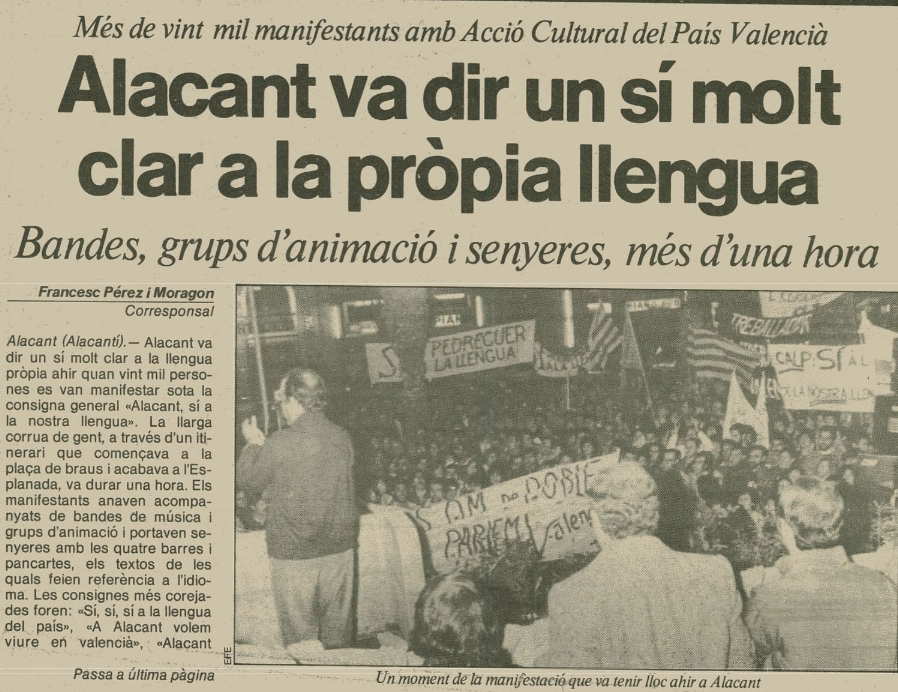 Més de vint mil manifestants amb Acció Cultural del País Valencià
Alacant va dir un sí molt
clar a la pròpia llengua
Bandes, grups d'animació i senyeres, més d'una hora
Francesc Pérez i Moragon
Corresponsal
Alacant (Alacantí).— Alacant va
dir un sí molt clar a la llengua
pròpia ahir quan vint mil perso-
nes es van manifestar sota la
consigna general «Alacant, sí a
la nostra llengua». La llarga
corrua de gent, a través d'un iti-
nerari que començava a la
plaça de braus i acabava a l'Es-
planada, va durar una hora. Els
manifestants anaven acompa-
nyats de bandes de música i
grups d'animació i portaven se-
nyeres amb les quatre barres i
pancartes, els textos de les
quals feien referència a l'idio-
ma. Les consignes més coreja-
des foren: «Sí, sí, sí a la llengua
del país», «A Alacant volem
viure en valencià», «Alacant
Passa a última pàgina
PEDREGUER
LA LLENGUA
CALP-SÍ AL
DE LA NOSTRA
SOM
DOBLE
PARLEM
EFE
Un moment de la manifestació que va tenir lloc ahir a Alacant